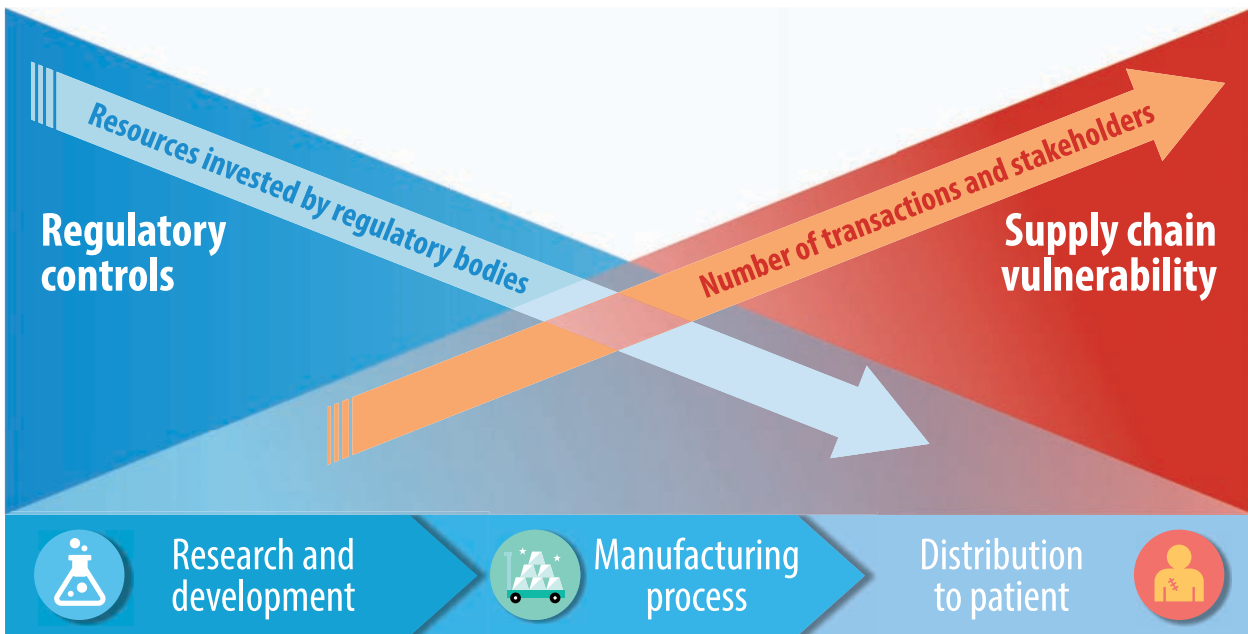 Resources invested by regulatory bodies
Number of transactions and stakeholders
Regulatory
controls
Supply chain
vulnerability
Research and
development
Manufacturing
process
Distribution
to patient